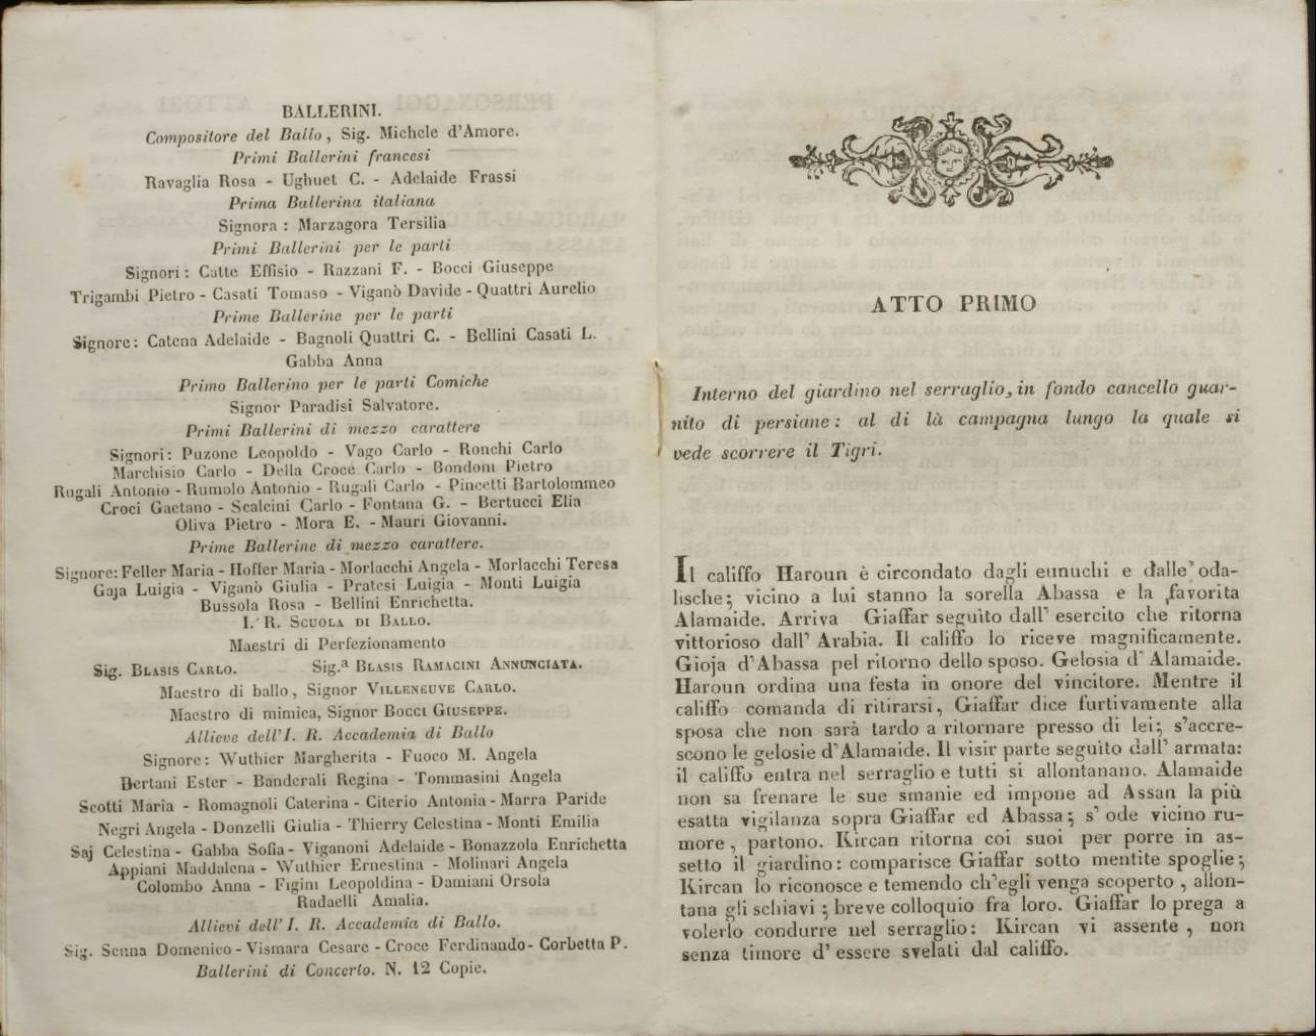 BALLERINI.
Compositore del Ballo, Sig. Michele d'Amore.
Primi Ballerini francesi
Ravaglia Rosa - Ughuet C. - Adelaide Frassi
Prima Ballerina italiana
Signora: Marzagora Tersilia
Primi Ballerini per le parti
Signori: Catte Effisio - Razzani F. - Bocci Giuseppe
Trigambi Pietro - Casati Tomaso - Viganò Davide - Quattri Aurelio
Prime Ballerine per le parti
Signore: Catena Adelaide - Bagnoli Quattri C. - Bellini Casati L.
Gabba Anna
Primo Ballerino per le parti Comiche
Signor Paradisi Salvatore.
Primi Ballerini di mezzo carattere
Signori: Puzone Leopoldo - Vago Carlo - Ronchi Carlo
Marchisio Carlo - Della Croce Carlo - Bondoni Pietro
Rugali Antonio - Rumolo Antonio - Rugali Carlo - Pincetti Bartolommeo
Croci Gaetano - Scalcini Carlo - Fontana G. - Bertucci Elia
Oliva Pietro - Mora E. - Mauri Giovanni.
Prime Ballerine di mezzo carattere.
Signore: Feller Maria - Hofler Maria - Morlacchi Angela - Morlacchi Teresa
Gaja Luigia - Viganò Giulia - Pratesi Luigia - Monti Luigia
Bussola Rosa - Bellini Enrichetta.
I. R. SCUOLA DI BALLO.
Maestri di Perfezionamento
Sig. BLASIS CARLO. Sig.ª BLASIS RAMACINI ANNUNCIATA.
Maestro di ballo, Signor VILLENEUVE CARLO.
Maestro di mimica, Signor BOCCI GIUSEPPE.
Allieve dell'I. R. Accademia di Ballo
Signore: Wuthier Margherita - Fuoco M. Angela
Bertani Ester - Banderali Regina - Tommasini Angela
Scotti Maria - Romagnoli Caterina - Citerio Antonia - Marra Paride
Negri Angela - Donzelli Giulia - Thierry Celestina - Monti Emilia
Saj Celestina - Gabba Sofia - Viganoni Adelaide - Bonazzola Enrichetta
Appiani Maddalena - Wuthier Ernestina - Molinari Angela
Colombo Anna - Figini Leopoldina - Damiani Orsola
Radaelli Amalia.
Allievi dell' I. R. Accademia di Ballo.
Sig. Senna Domenico - Vismara Cesare - Croce Ferdinando - Corbetta P.
Ballerini di Concerto. N. 12 Copie.
ATTO PRIMO
Interno del giardino nel serraglio, in fondo cancello guar-
nito di persiane: al di là campagna lungo la quale si
vede scorrere il Tigri.
Il califfo Haroun è circondato dagli eunuchi e dalle oda-
lische; vicino a lui stanno la sorella Abassa e la favorita
Alamaide. Arriva Giaffar seguìto dall' esercito che ritorna
vittorioso dall' Arabia. Il califfo lo riceve magnificamente.
Gioja d'Abassa pel ritorno dello sposo. Gelosia d' Alamaide.
Haroun ordina una festa in onore del vincitore. Mentre il
califfo comanda di ritirarsi, Giaffar dice furtivamente alla
sposa che non sarà tardo a ritornare presso di lei; s'accre-
scono le gelosie d'Alamaide. Il visir parte seguìto dall' armata:
il califfo entra nel serraglio e tutti si allontanano. Alamaide
non sa frenare le sue smanie ed impone ad Assan la più
esatta vigilanza sopra Giaffar ed Abassa; s' ode vicino ru-
more, partono. Kircan ritorna coi suoi per porre in as-
setto il giardino: comparisce Giaffar sotto mentite spoglie;
Kircan lo riconosce e temendo ch'egli venga scoperto, allon-
tana gli schiavi; breve colloquio fra loro. Giaffar lo prega a
volerlo condurre nel serraglio: Kircan vi assente, non
senza timore d' essere svelati dal califfo.